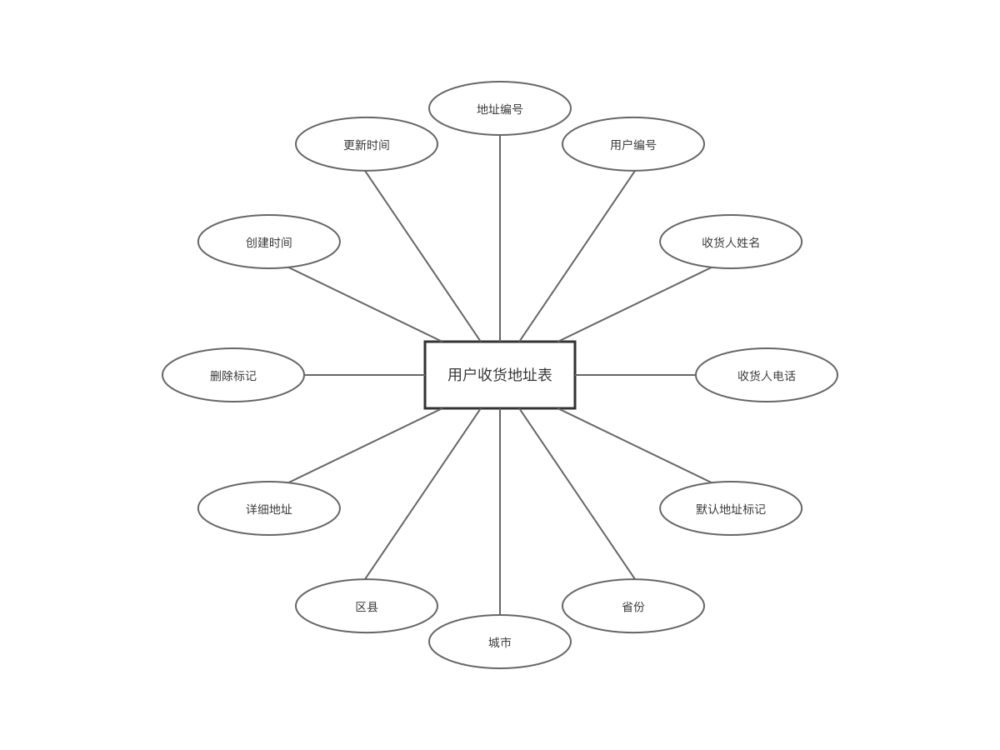 地址编号
更新时间
用户编号
创建时间
收货人姓名
用户收货地址表
删除标记
收货人电话
详细地址
默认地址标记
区县
省份
城市